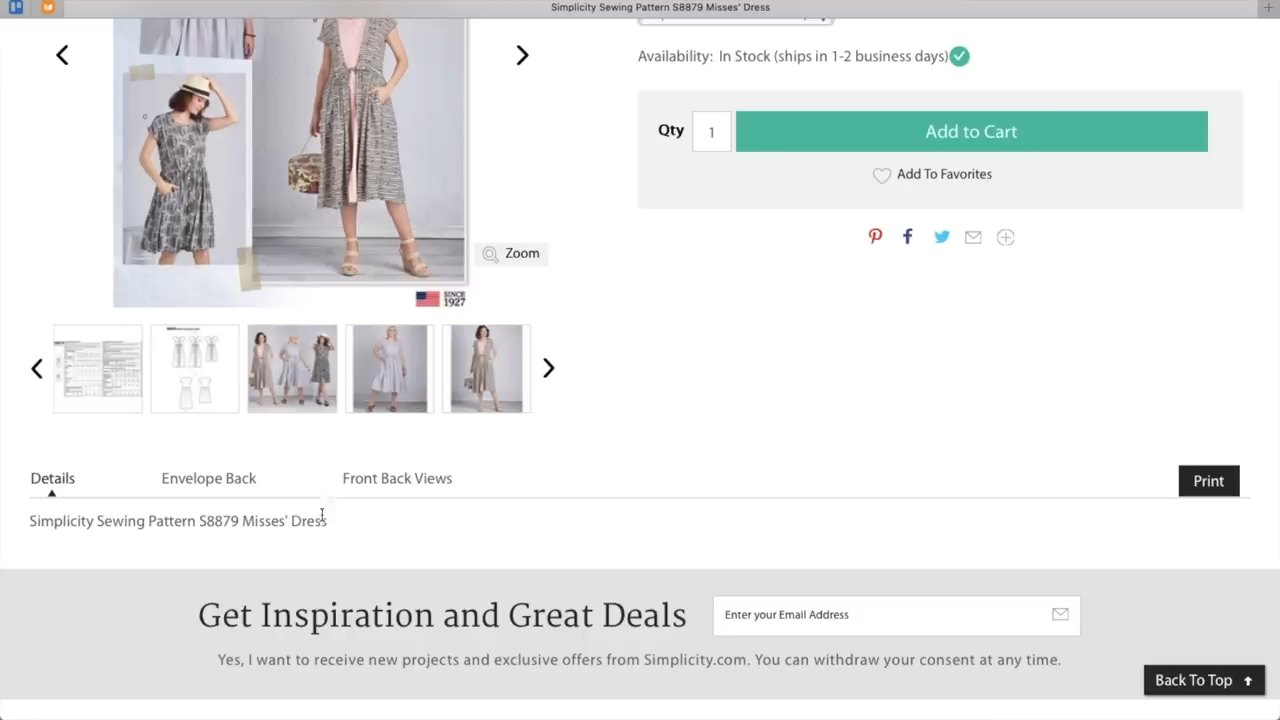 Simplicity Sewing Pattern S8879 Misses' Dress
Availability: In Stock (ships in 1-2 business days)
Qty 1 Add to Cart
Add To Favorites
Zoom
SINCE 1927
Details Envelope Back Front Back Views Print
Simplicity Sewing Pattern S8879 Misses' Dress
Get Inspiration and Great Deals Enter your Email Address
Yes, I want to receive new projects and exclusive offers from Simplicity.com. You can withdraw your consent at any time.
Back To Top